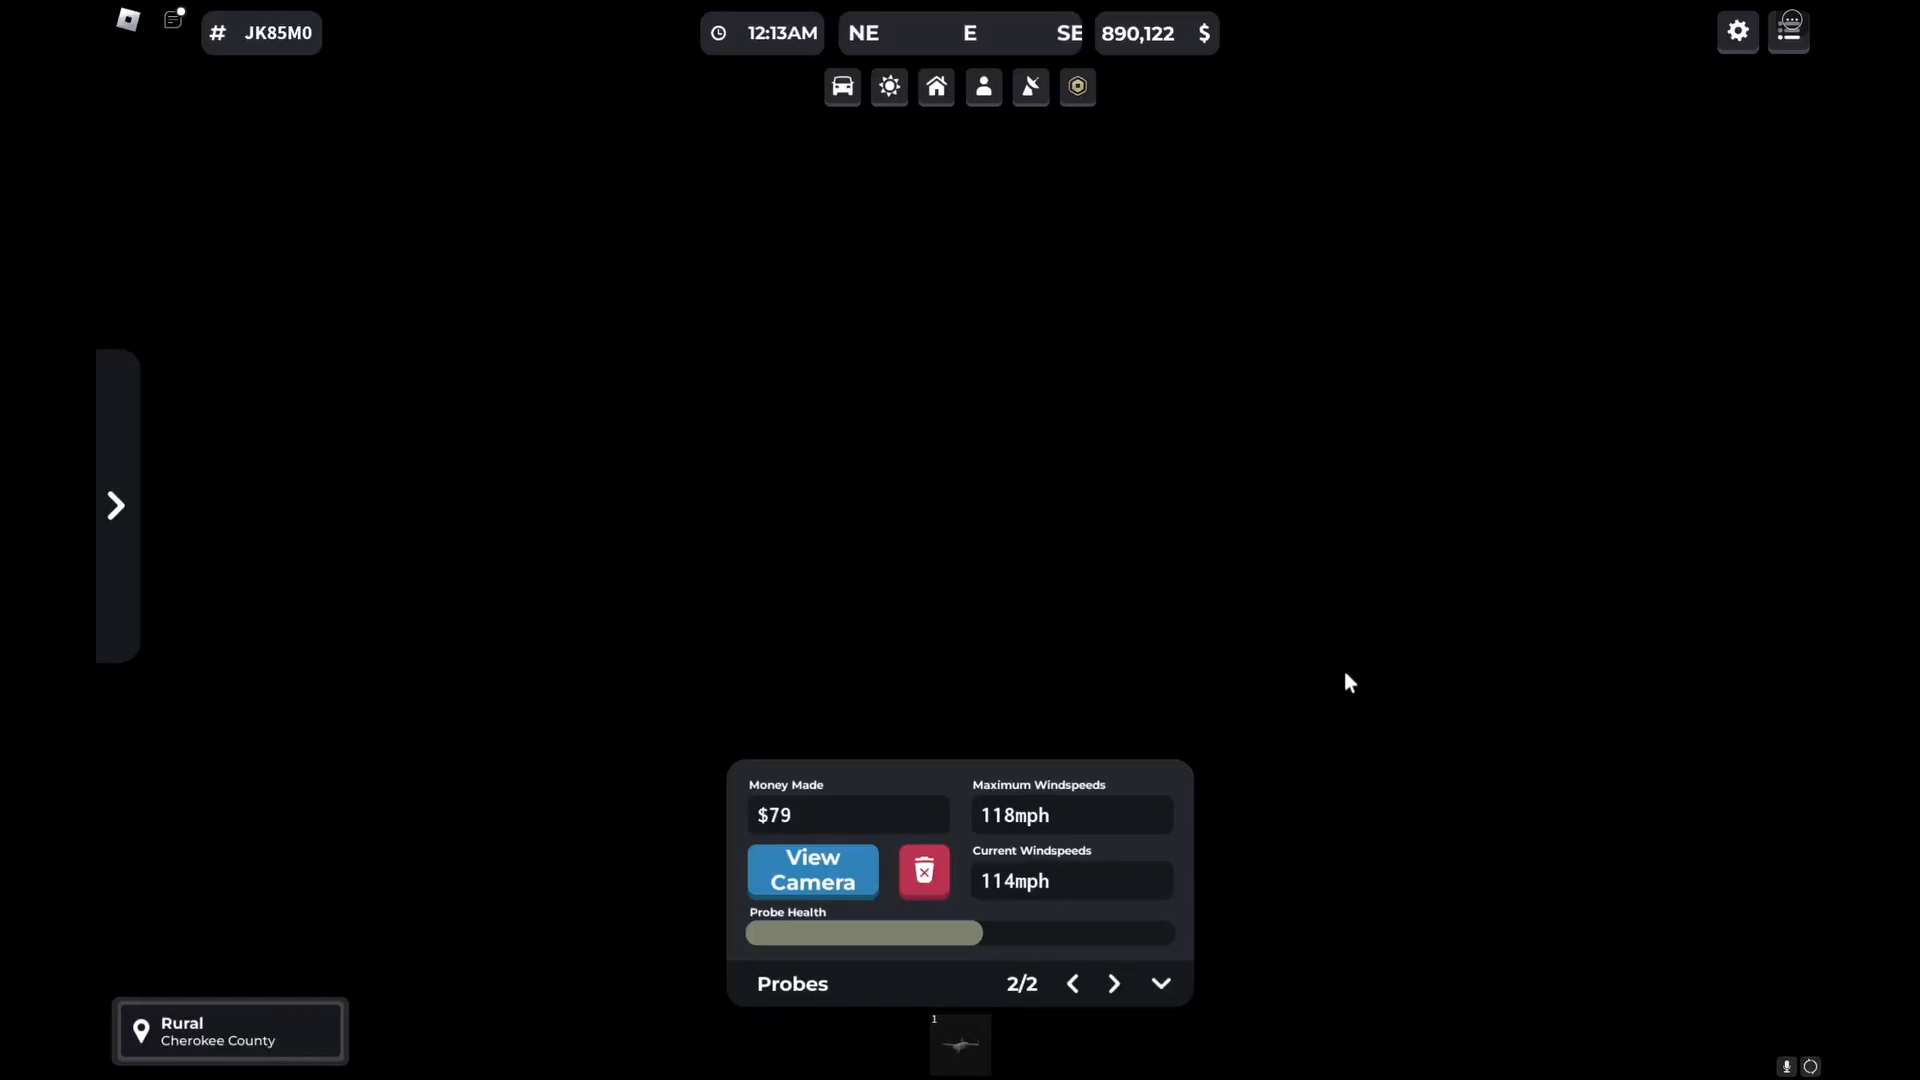 # JK85M0
12:13AM
NE E SE
890,122 $
Money Made
$79
Maximum Windspeeds
118mph
View
Camera
Current Windspeeds
114mph
Probe Health
Probes 2/2
1
Rural
Cherokee County